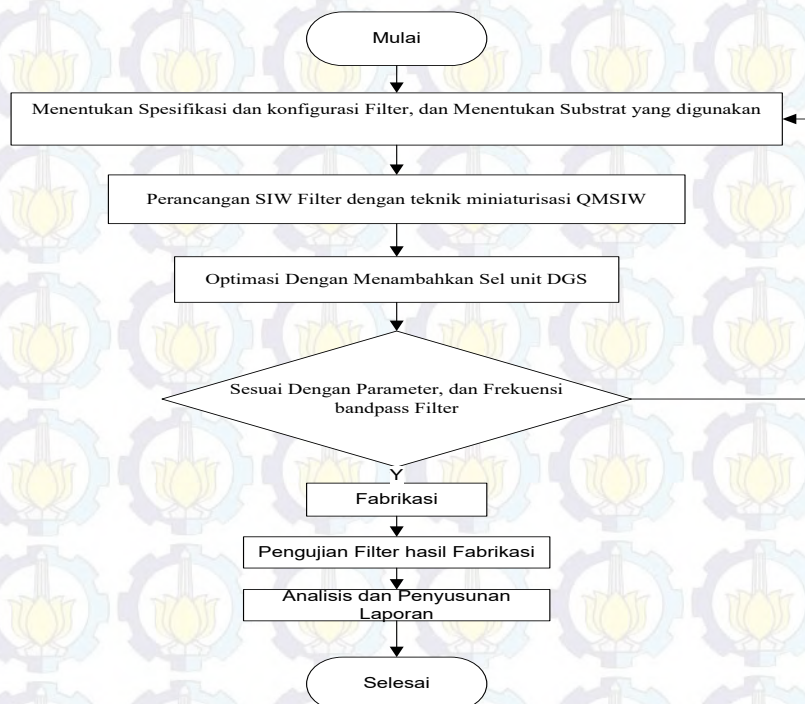 Mulai
Menentukan Spesifikasi dan konfigurasi Filter, dan Menentukan Substrat yang digunakan
Perancangan SIW Filter dengan teknik miniaturisasi QMSIW
Optimasi Dengan Menambahkan Sel unit DGS
Sesuai Dengan Parameter, dan Frekuensi
bandpass Filter
Y
Fabrikasi
Pengujian Filter hasil Fabrikasi
Analisis dan Penyusunan
Laporan
Selesai